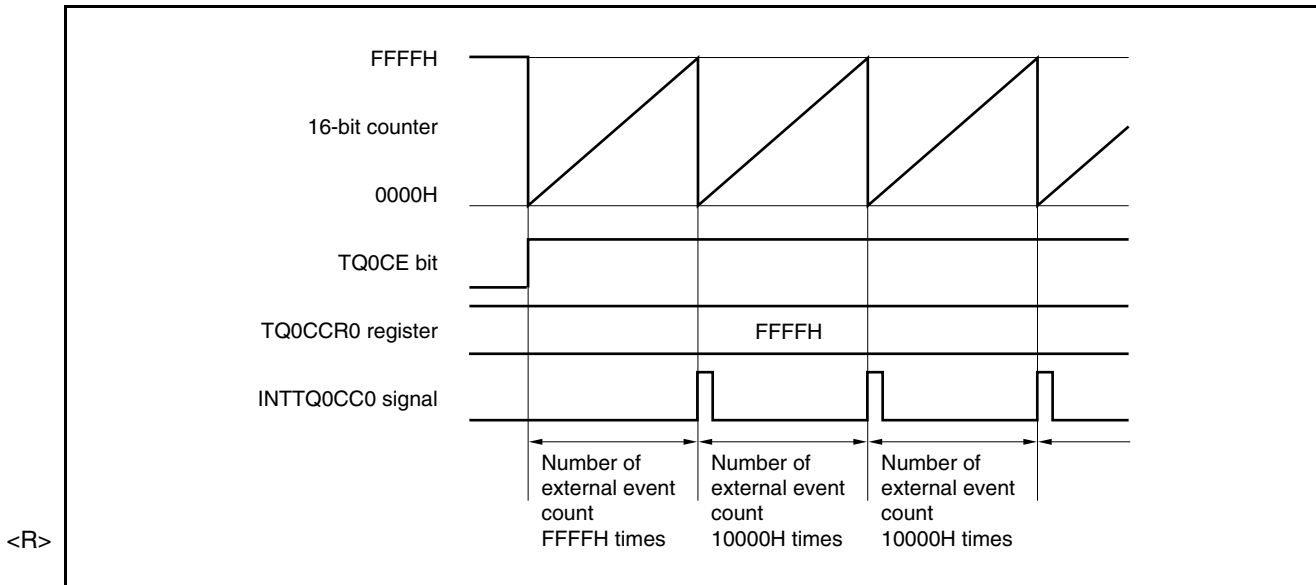 FFFFH
16-bit counter
0000H
TQ0CE bit
TQ0CCR0 register
FFFFH
INTTQ0CC0 signal
Number of
external event
count
FFFFH times
Number of
external event
count
10000H times
Number of
external event
count
10000H times
<R>